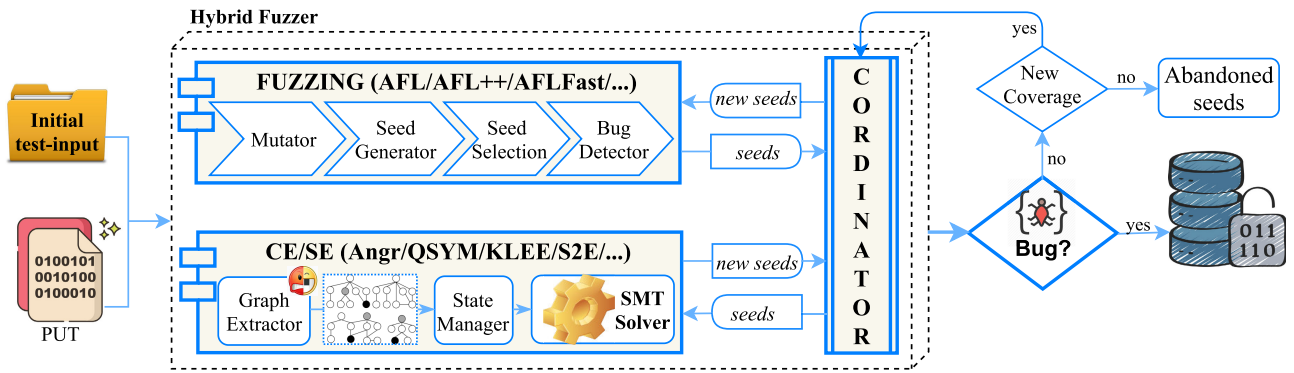 Hybrid Fuzzer
Initial
test-input
0100101
0010100
0100010
PUT
FUZZING (AFL/AFL++/AFLFast/...)
Mutator
Seed
Generator
Seed
Selection
Bug
Detector
new seeds
seeds
CE/SE (Angr/QSYM/KLEE/S2E/...)
Graph
Extractor
State
Manager
SMT
Solver
new seeds
seeds
C
O
R
D
I
N
A
T
O
R
yes
New
Coverage
no
Abandoned
seeds
no
Bug?
yes
011
110